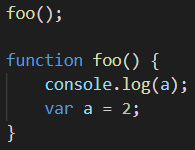 foo();

function foo() {
    console.log(a);
    var a = 2;
}